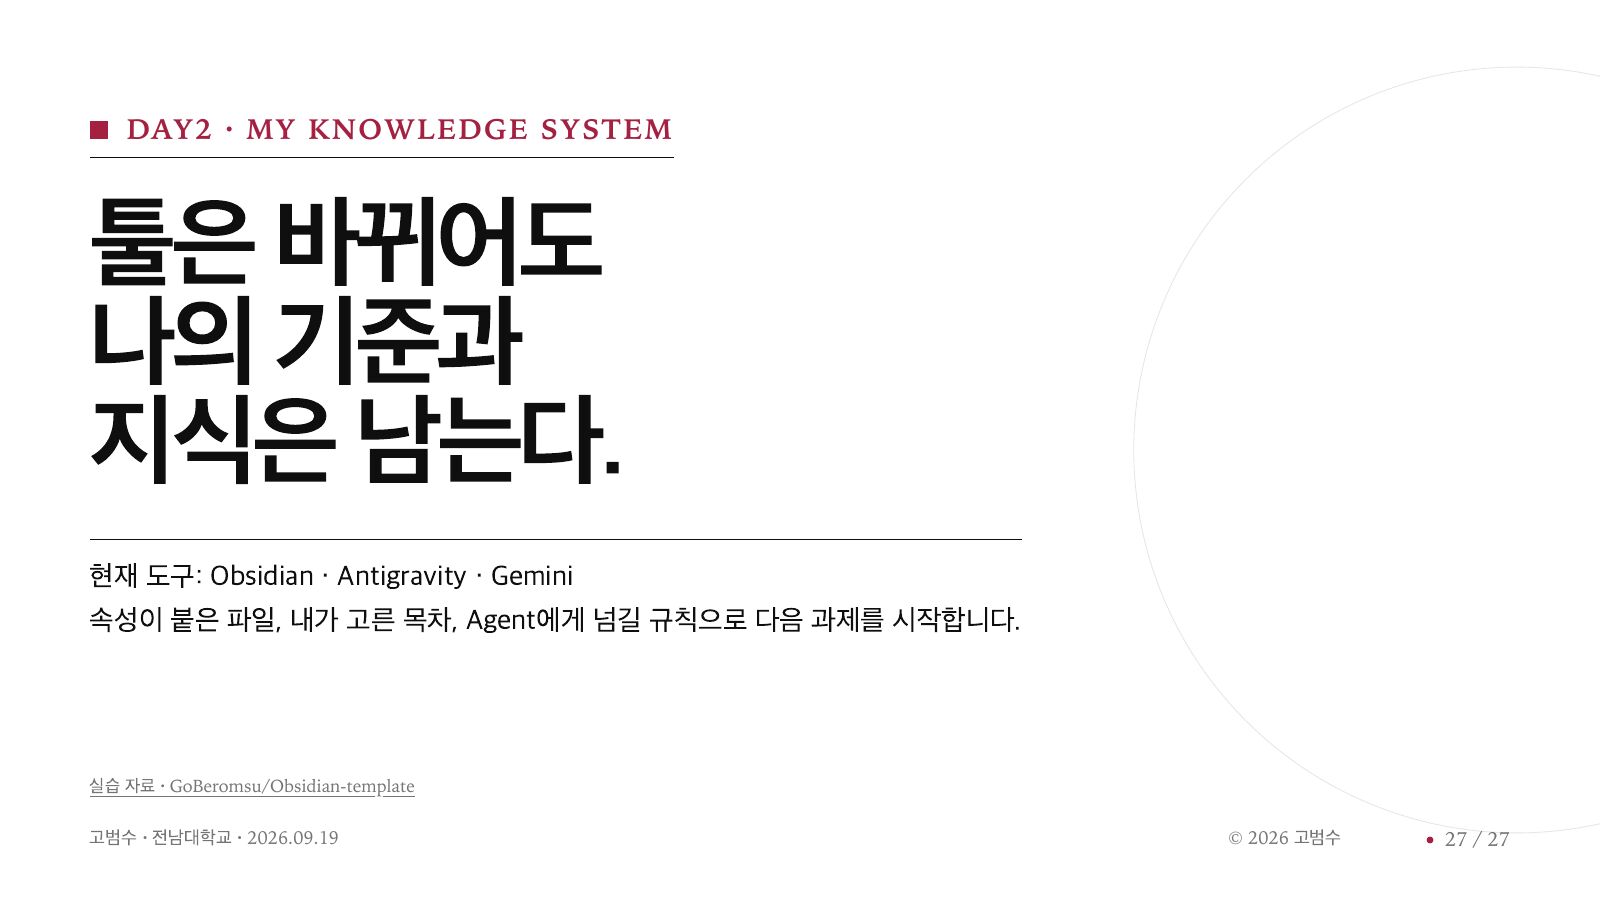 DAY2 · MY KNOWLEDGE SYSTEM
툴은 바뀌어도
나의 기준과
지식은 남는다.
현재 도구: Obsidian · Antigravity · Gemini
속성이 붙은 파일, 내가 고른 목차, Agent에게 넘길 규칙으로 다음 과제를 시작합니다.
실습 자료 · GoBeromsu/Obsidian-template
고범수 · 전남대학교 · 2026.09.19
© 2026 고범수
27 / 27